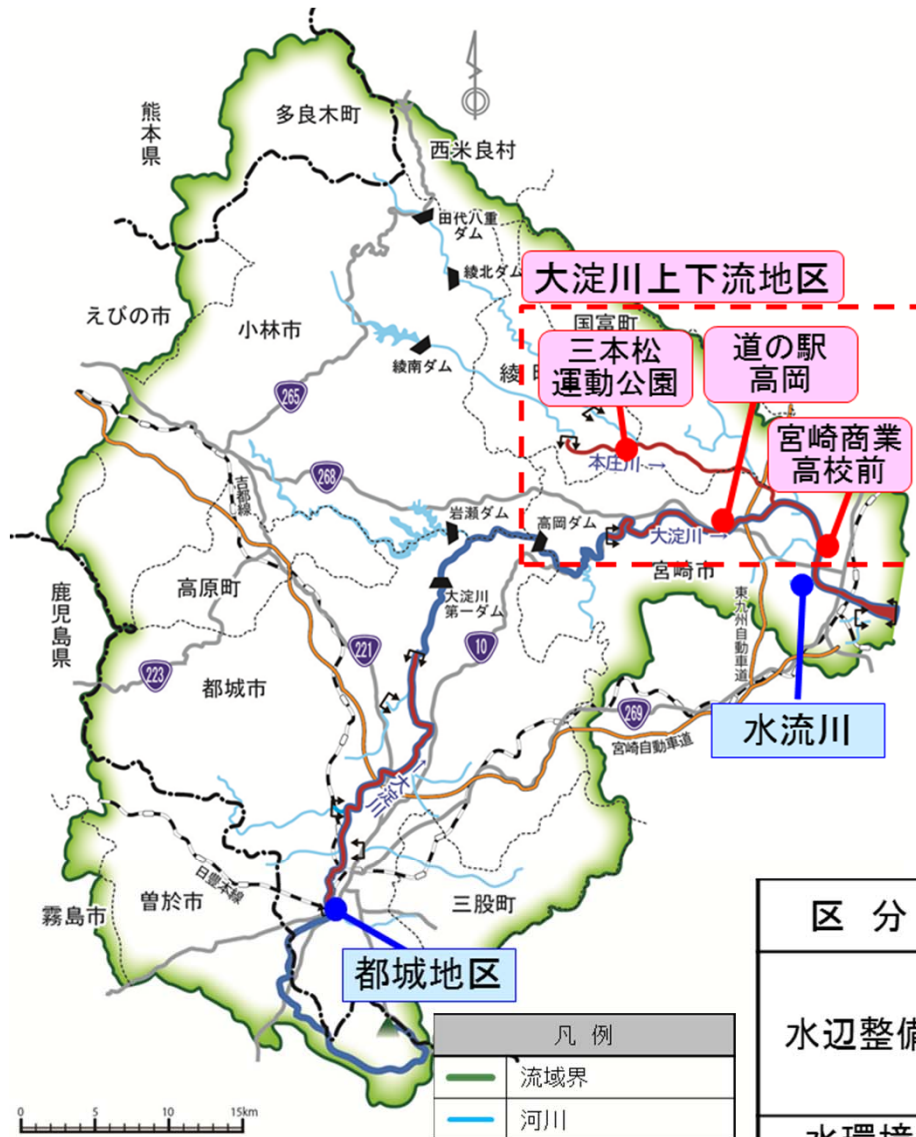 多良木町
熊本県
西米良村
田代八重
ダム
綾北ダム
大淀川上下流地区
えびの市
小林市
国富町
綾町
三本松
運動公園
道の駅
高岡
綾南ダム
265
宮崎商業
高校前
本庄川→
268
吉都線
岩瀬ダム
高岡ダム
大淀川→
宮崎市
高原町
大淀川
第一ダム
東九州自動車道
鹿児島県
221
10
223
都城市
269
宮崎自動車道
水流川
大淀川
日豊本線
曽於市
霧島市
三股町
都城地区
区 分
水辺整備
水環境
凡 例
流域界
河川
0 5 10 15km